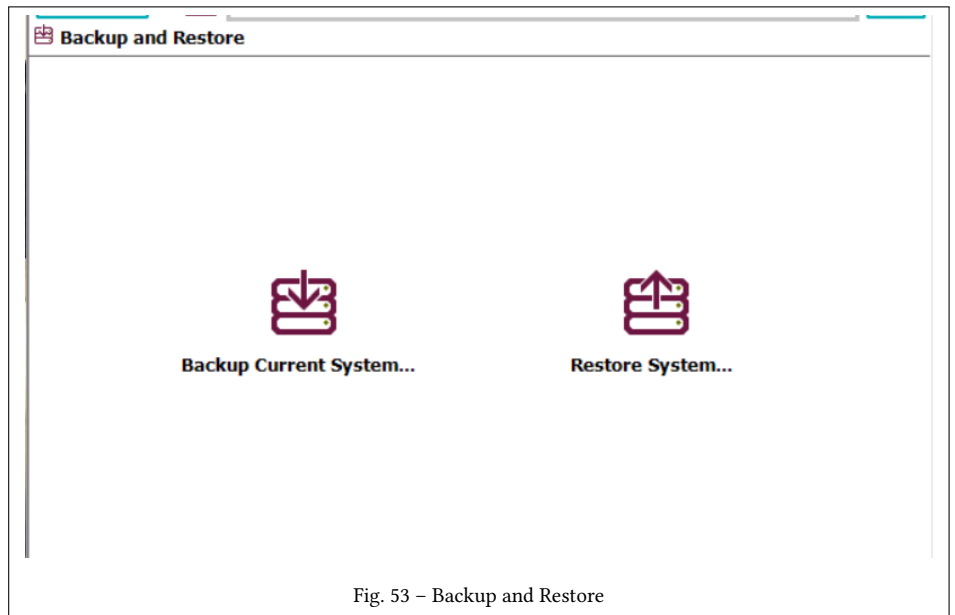 Backup and Restore
Backup Current System...
Restore System...
Fig. 53 – Backup and Restore